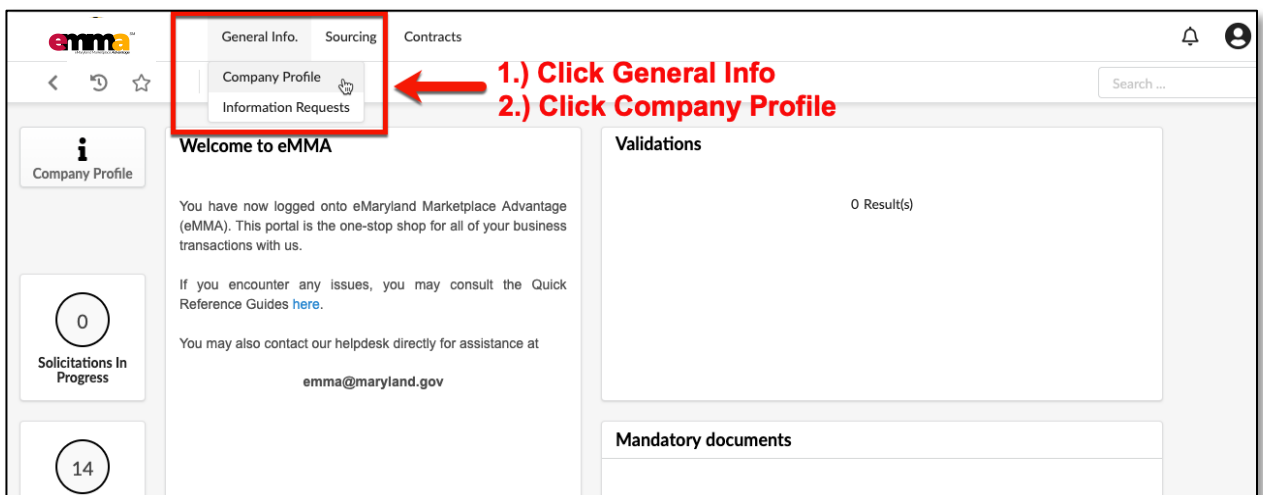 emma
General Info. Sourcing Contracts
Company Profile
Information Requests
1.) Click General Info
2.) Click Company Profile
Search ...
Company Profile
Welcome to eMMA
You have now logged onto eMaryland Marketplace Advantage
(eMMA). This portal is the one-stop shop for all of your business
transactions with us.
If you encounter any issues, you may consult the Quick
Reference Guides here.
You may also contact our helpdesk directly for assistance at
emma@maryland.gov
Validations
0 Result(s)
0
Solicitations In
Progress
14
Mandatory documents